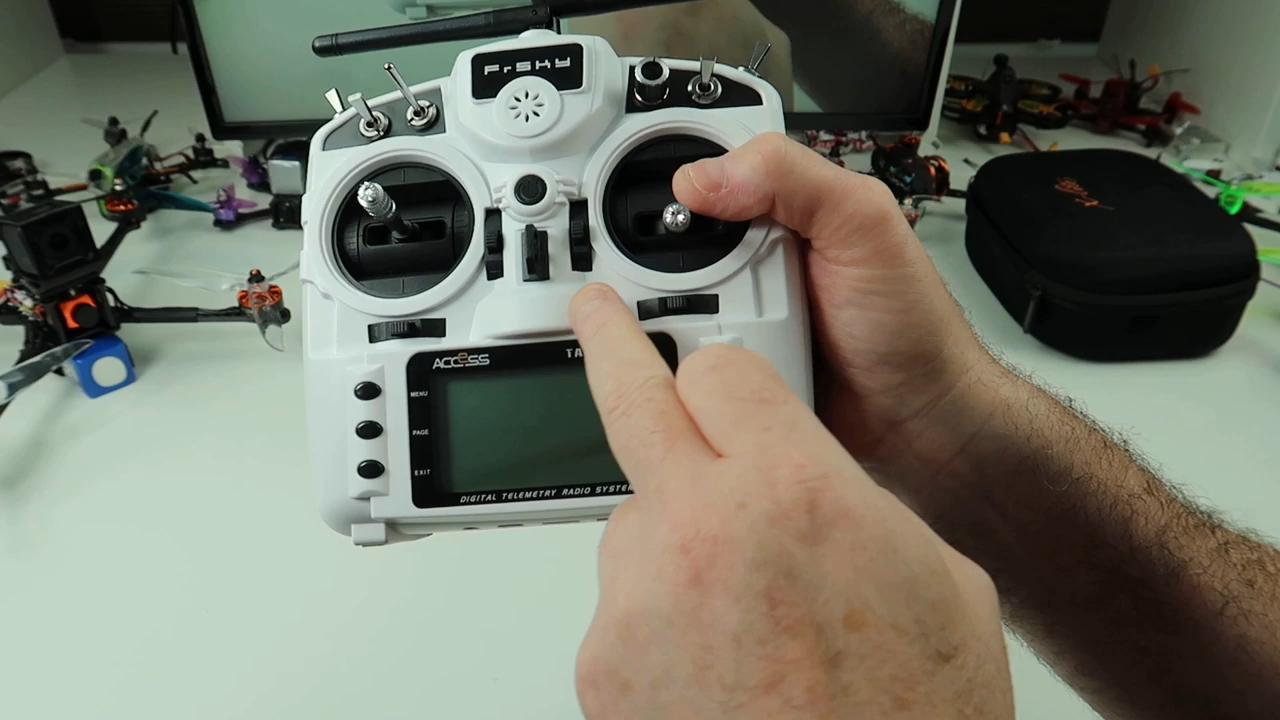 FrSKY
ACCESS
TA
MENU
PAGE
EXIT
DIGITAL TELEMETRY RADIO SYSTEM